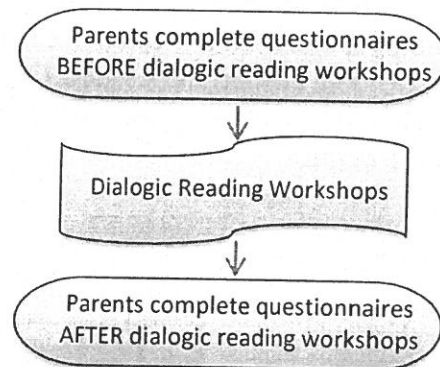 Parents complete questionnaires
BEFORE dialogic reading workshops
Dialogic Reading Workshops
Parents complete questionnaires
AFTER dialogic reading workshops